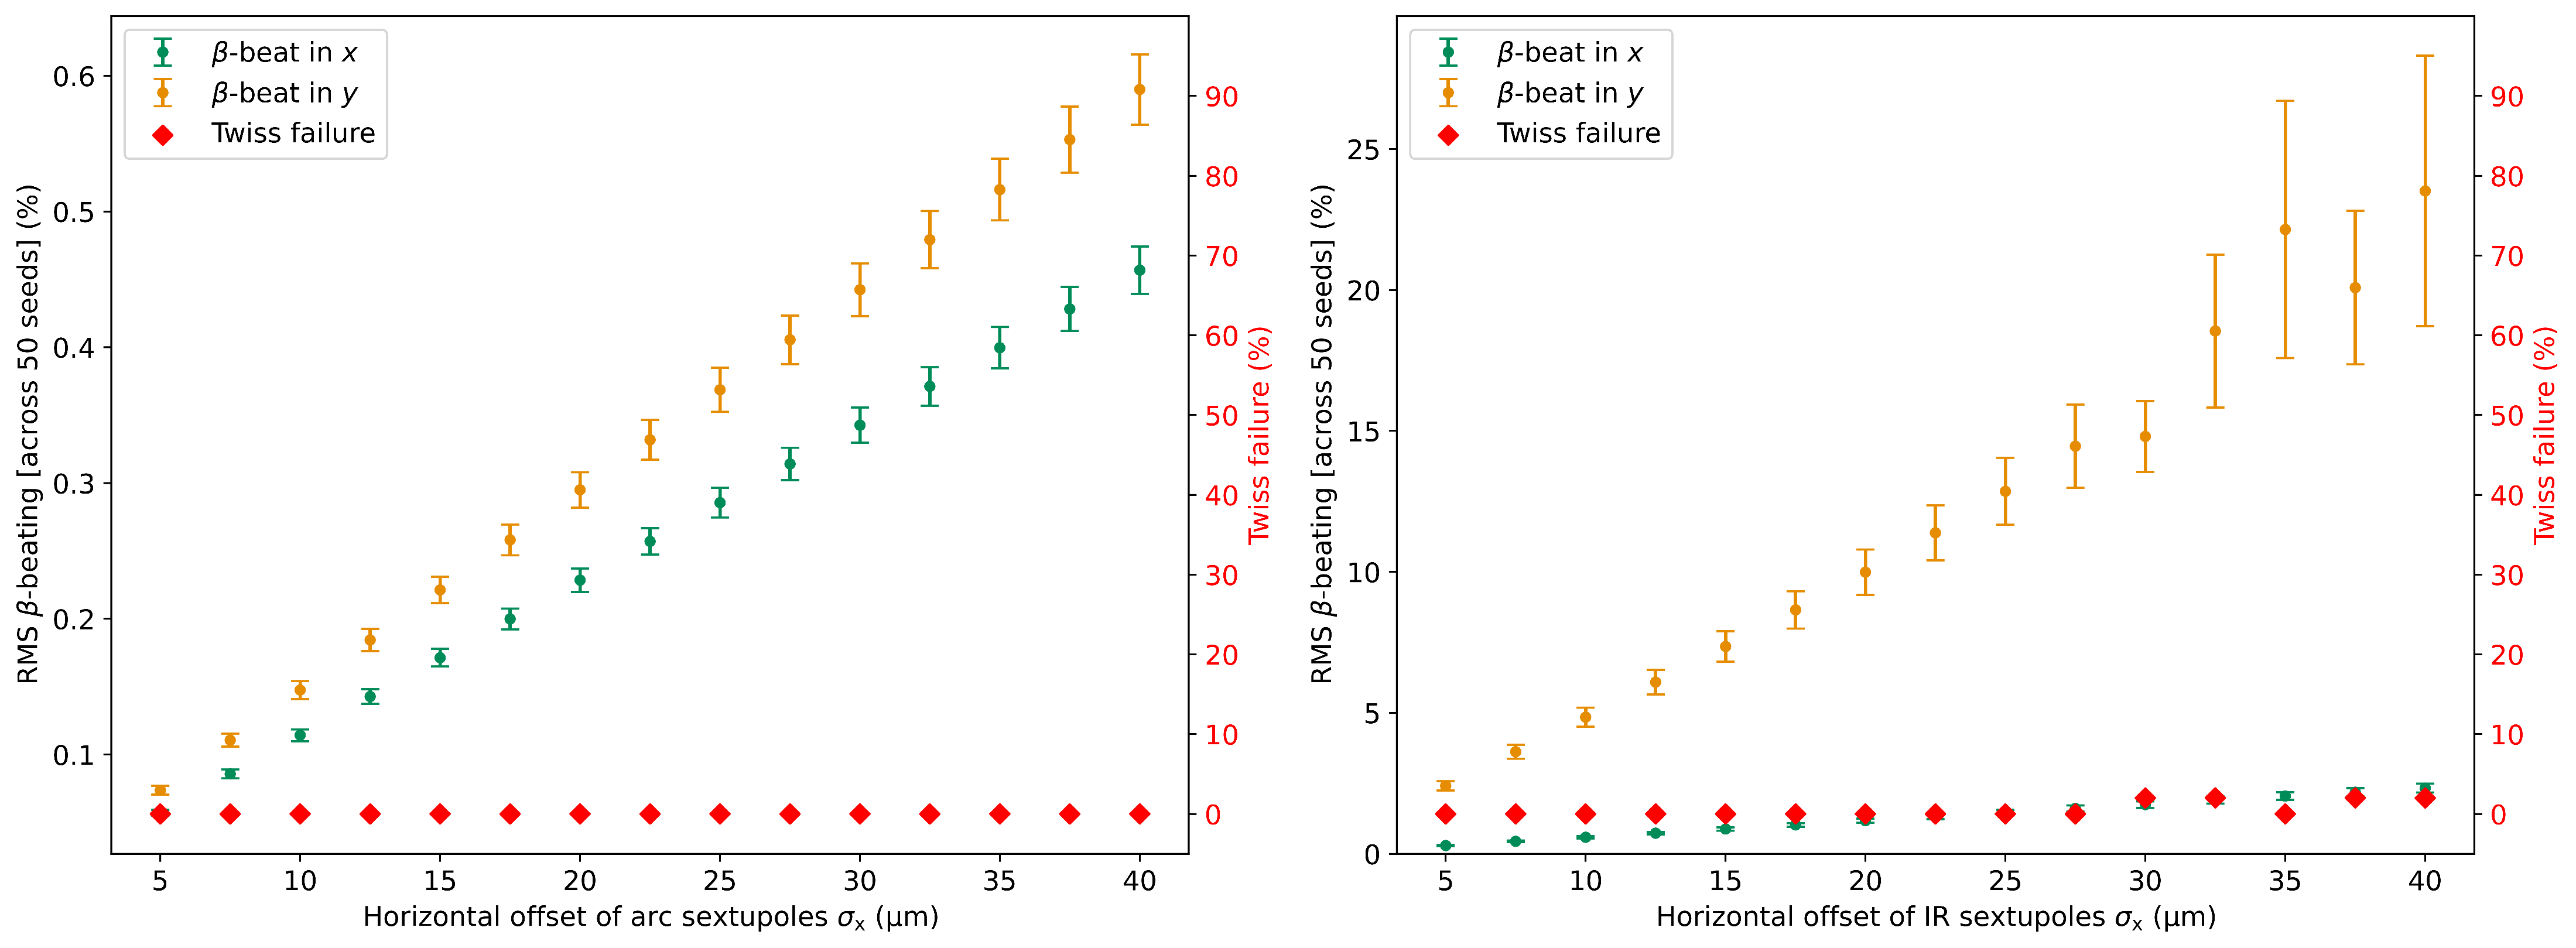 β-beat in x
β-beat in y
Twiss failure
RMS β-beating [across 50 seeds] (%)
0.6
0.5
0.4
0.3
0.2
0.1
90
80
70
60
50
40
30
20
10
0
Twiss failure (%)
5 10 15 20 25 30 35 40
Horizontal offset of arc sextupoles σx (μm)
β-beat in x
β-beat in y
Twiss failure
RMS β-beating [across 50 seeds] (%)
25
20
15
10
5
0
90
80
70
60
50
40
30
20
10
0
Twiss failure (%)
5 10 15 20 25 30 35 40
Horizontal offset of IR sextupoles σx (μm)